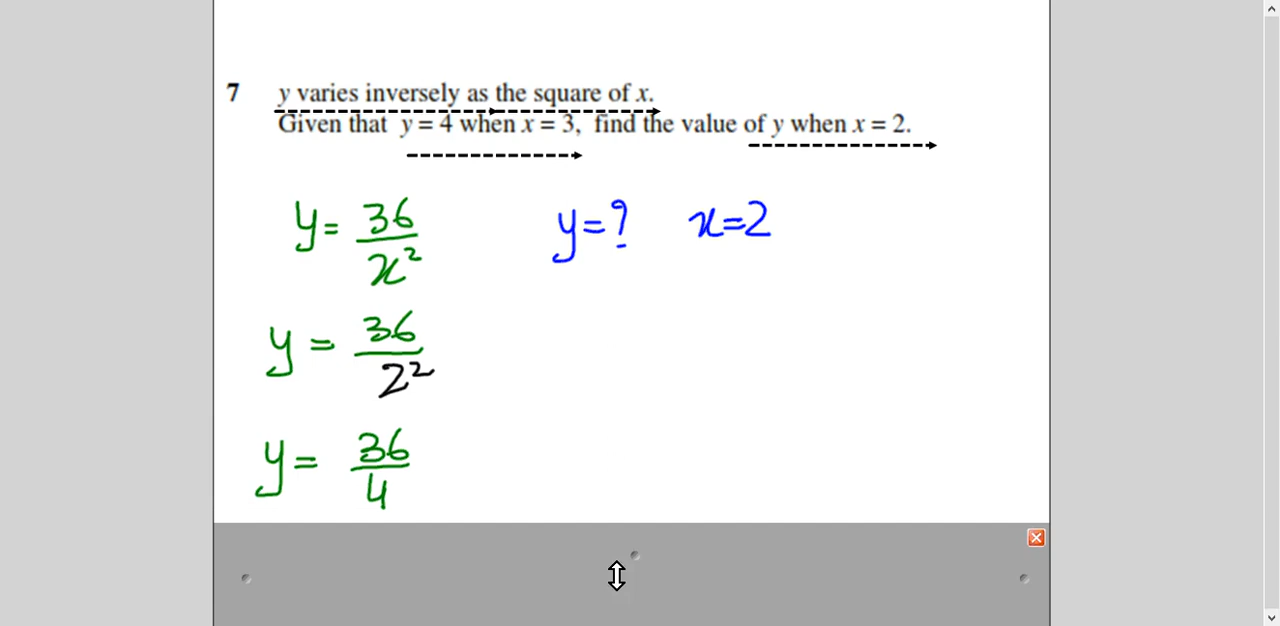 7 y varies inversely as the square of x.
Given that y = 4 when x = 3, find the value of y when x = 2.
y = 36/x² y = ? x = 2
y = 36/2²
y = 36/4